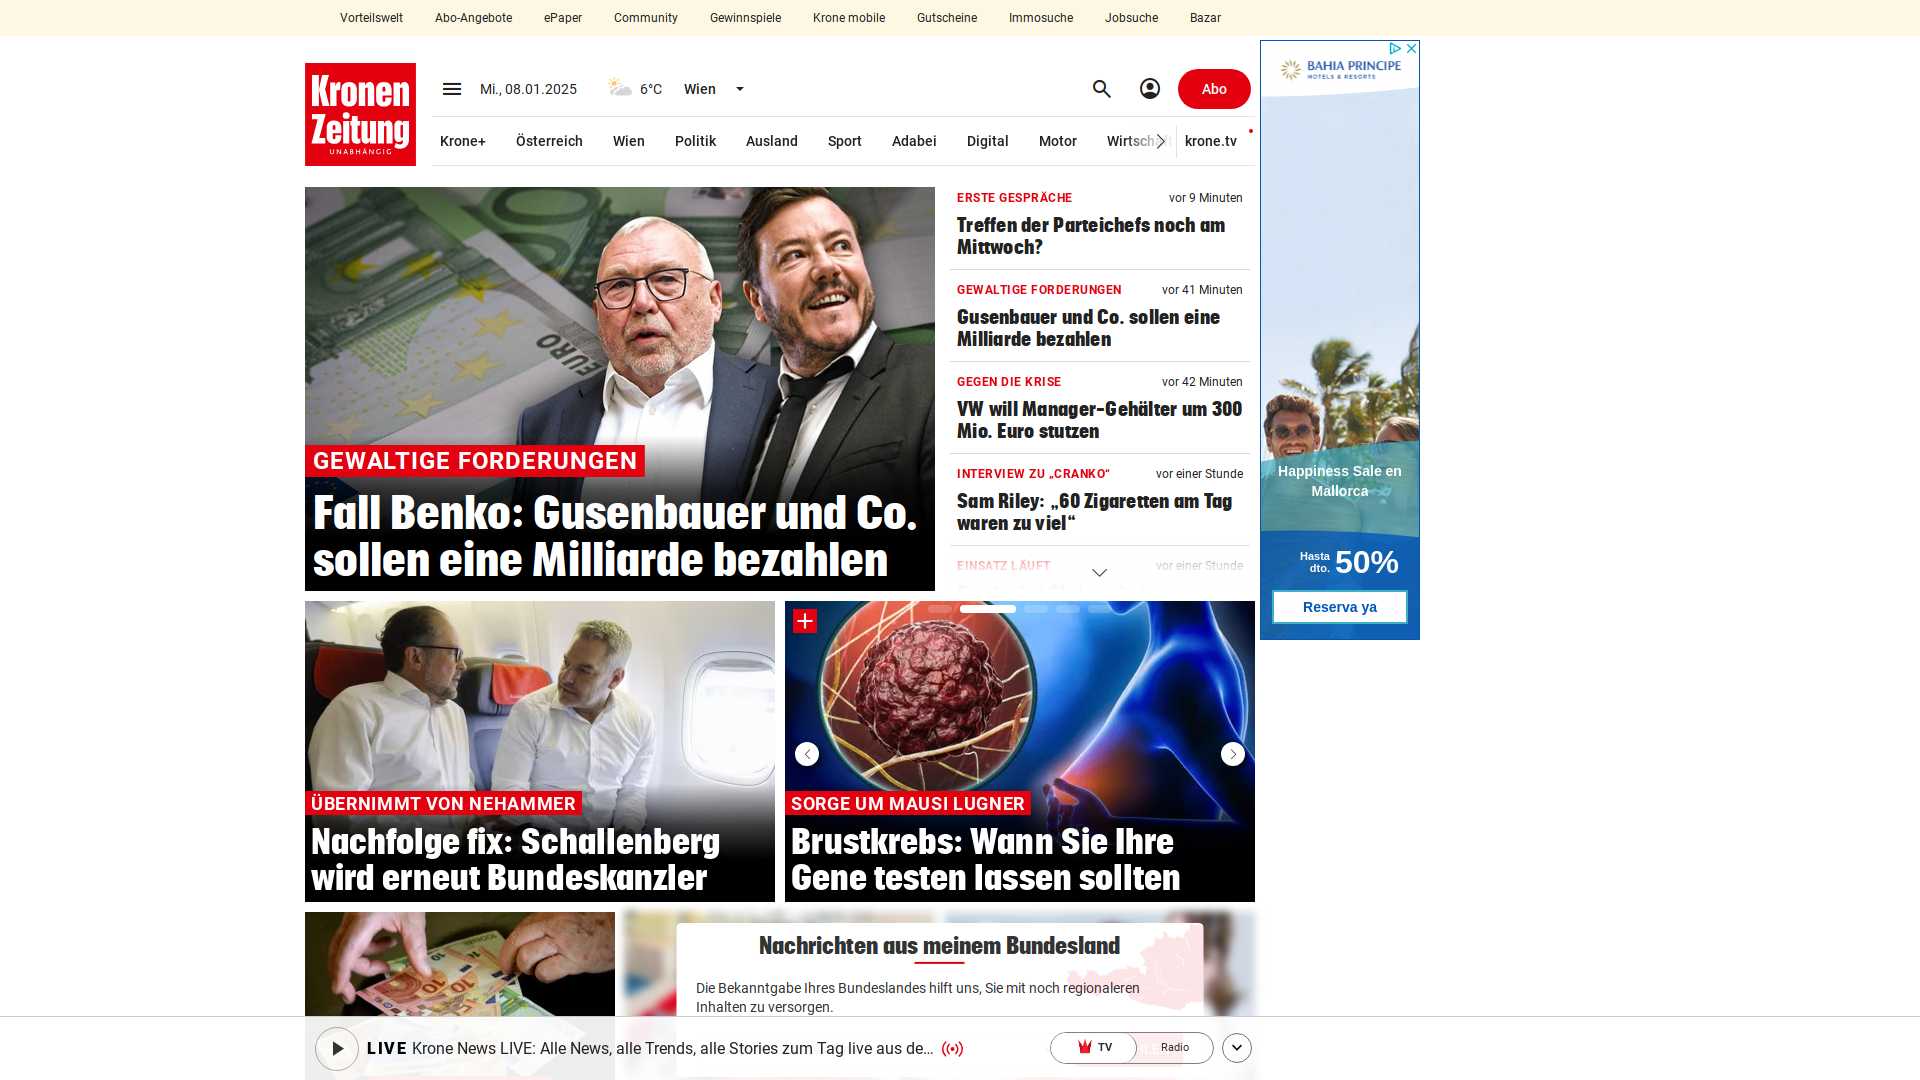 Vorteilswelt Abo-Angebote ePaper Community Gewinnspiele Krone mobile Gutscheine Immosuche Jobsuche Bazar
Kronen
Zeitung
UNABHÄNGIG
Mi., 08.01.2025 6°C Wien Abo
Krone+ Österreich Wien Politik Ausland Sport Adabei Digital Motor krone.tv
EURO
GEWALTIGE FORDERUNGEN
Fall Benko: Gusenbauer und Co.
sollen eine Milliarde bezahlen
ERSTE GESPRÄCHE vor 9 Minuten
Treffen der Parteichefs noch am
Mittwoch?
GEWALTIGE FORDERUNGEN vor 41 Minuten
Gusenbauer und Co. sollen eine
Milliarde bezahlen
GEGEN DIE KRISE vor 42 Minuten
VW will Manager-Gehälter um 300
Mio. Euro stutzen
INTERVIEW ZU „CRANKO“ vor einer Stunde
Sam Riley: „60 Zigaretten am Tag
waren zu viel“
EINSATZ LÄUFT vor einer Stunde
BAHIA PRINCIPE
HOTELS & RESORTS
Happiness Sale en
Mallorca
Hasta
dto. 50%
Reserva ya
ÜBERNIMMT VON NEHAMMER
Nachfolge fix: Schallenberg
wird erneut Bundeskanzler
SORGE UM MAUSI LUGNER
Brustkrebs: Wann Sie Ihre
Gene testen lassen sollten
Nachrichten aus meinem Bundesland
Die Bekanntgabe Ihres Bundeslandes hilft uns, Sie mit noch regionaleren
Inhalten zu versorgen.
LIVE Krone News LIVE: Alle News, alle Trends, alle Stories zum Tag live aus de... TV Radio